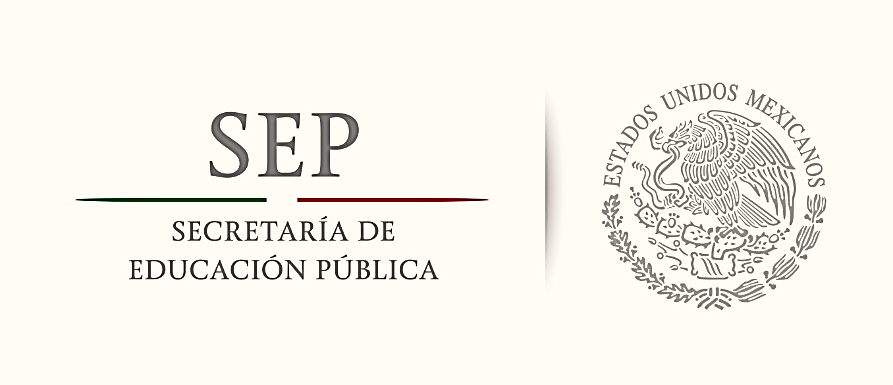 SEP
SECRETARÍA DE
EDUCACIÓN PÚBLICA
ESTADOS UNIDOS MEXICANOS